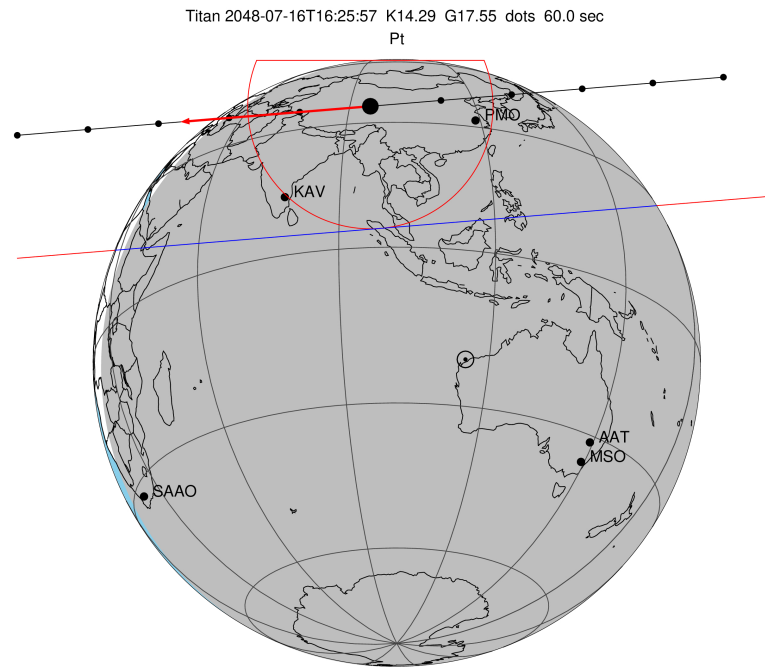 Titan 2048-07-16T16:25:57  K14.29  G17.55  dots  60.0 sec
Pt
PMO
KAV
AAT
MSO
SAAO